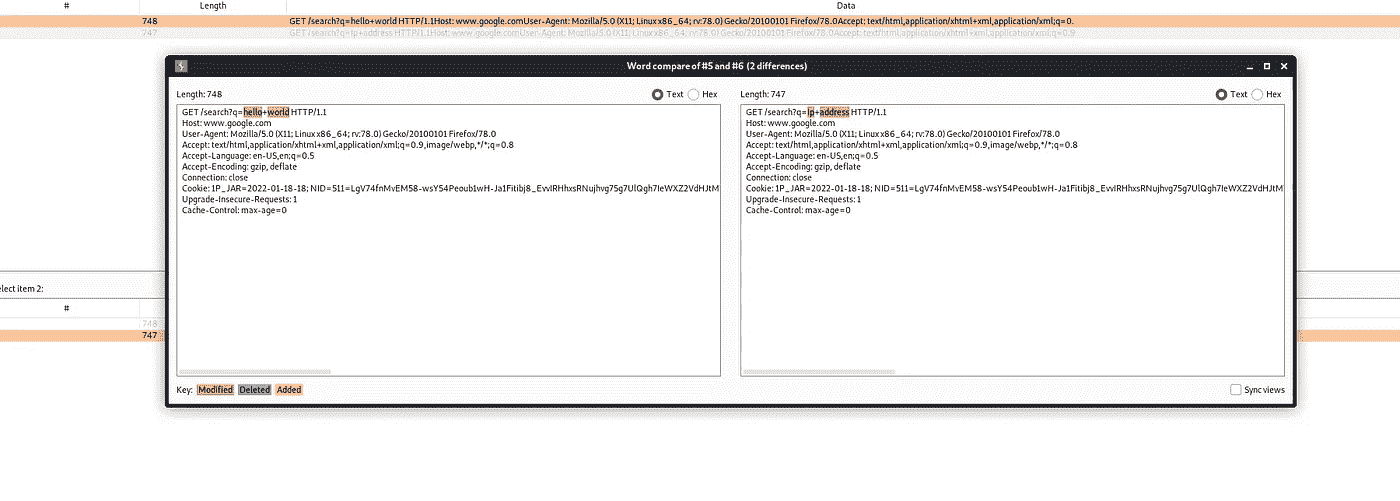 # Length Data
748 GET /search?q=hello+world HTTP/1.1Host: www.google.comUser-Agent: Mozilla/5.0 (X11; Linux x86_64; rv:78.0) Gecko/20100101 Firefox/78.0Accept: text/html,application/xhtml+xml,application/xml;q=0.
747 GET /search?q=ip+address HTTP/1.1Host: www.google.comUser-Agent: Mozilla/5.0 (X11; Linux x86_64; rv:78.0) Gecko/20100101 Firefox/78.0Accept: text/html,application/xhtml+xml,application/xml;q=0.9
Word compare of #5 and #6 (2 differences)
Length: 748 Text Hex
GET /search?q=hello+world HTTP/1.1
Host: www.google.com
User-Agent: Mozilla/5.0 (X11; Linux x86_64; rv:78.0) Gecko/20100101 Firefox/78.0
Accept: text/html,application/xhtml+xml,application/xml;q=0.9,image/webp,*/*;q=0.8
Accept-Language: en-US,en;q=0.5
Accept-Encoding: gzip, deflate
Connection: close
Cookie: 1P_JAR=2022-01-18-18; NID=511=LgV74fnMvEM58-wsY54Peoub1wH-Ja1Fitibj8_EvvIRHhxsRNujhvg75g7UlQgh7IeWXZ2VdHJtM
Upgrade-Insecure-Requests: 1
Cache-Control: max-age=0
Length: 747 Text Hex
GET /search?q=ip+address HTTP/1.1
Host: www.google.com
User-Agent: Mozilla/5.0 (X11; Linux x86_64; rv:78.0) Gecko/20100101 Firefox/78.0
Accept: text/html,application/xhtml+xml,application/xml;q=0.9,image/webp,*/*;q=0.8
Accept-Language: en-US,en;q=0.5
Accept-Encoding: gzip, deflate
Connection: close
Cookie: 1P_JAR=2022-01-18-18; NID=511=LgV74fnMvEM58-wsY54Peoub1wH-Ja1Fitibj8_EvvIRHhxsRNujhvg75g7UlQgh7IeWXZ2VdHJtM
Upgrade-Insecure-Requests: 1
Cache-Control: max-age=0
Key: Modified Deleted Added
Sync views
elect item 2:
#
748
747